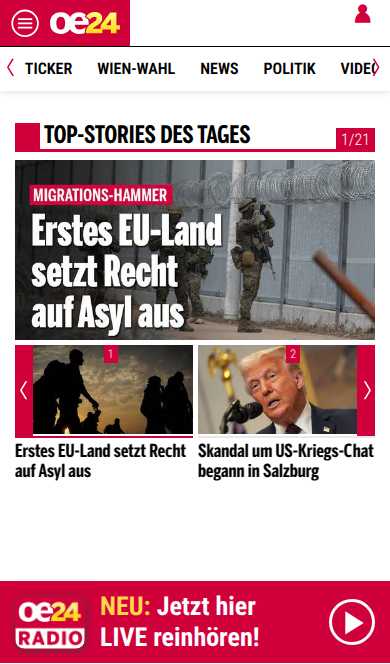 oe24
TICKER WIEN-WAHL NEWS POLITIK VIDEO
TOP-STORIES DES TAGES
1/21
MIGRATIONS-HAMMER
Erstes EU-Land
setzt Recht
auf Asyl aus
1
2
Erstes EU-Land setzt Recht
auf Asyl aus
Skandal um US-Kriegs-Chat
begann in Salzburg
oe24
RADIO
NEU: Jetzt hier
LIVE reinhören!